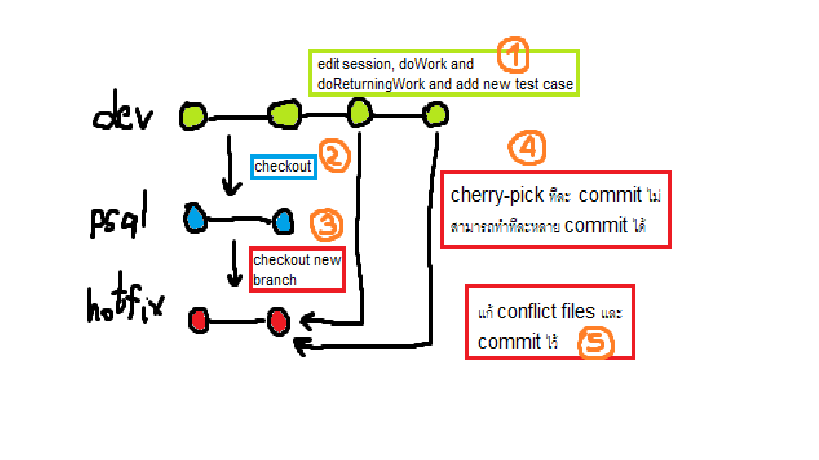 1
edit session, doWork and
doReturningWork and add new test case
dev
2
checkout
4
cherry-pick ทีละ commit ไม่
สามารถทำทีละหลาย commit ได้
psql
3
checkout new
branch
hotfix
แก้ conflict files และ
commit ไว้
5